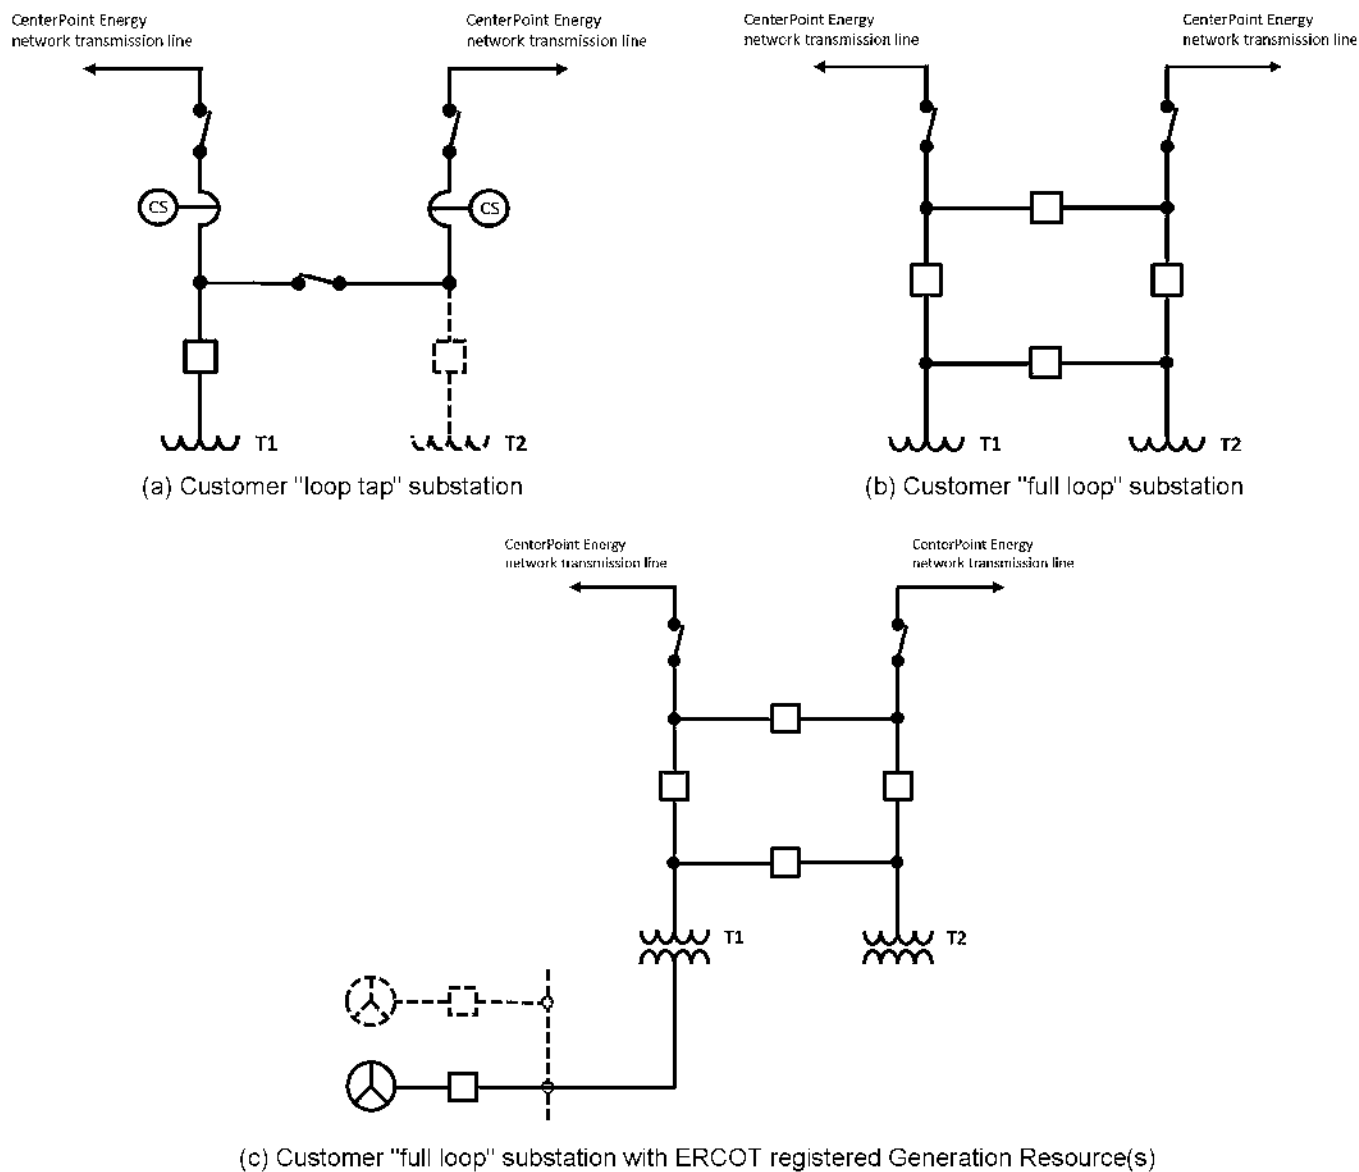 CenterPoint Energy
network transmission line
CenterPoint Energy
network transmission line
CenterPoint Energy
network transmission line
CenterPoint Energy
network transmission line
CS
CS
T1
T2
T1
T2
(a) Customer "loop tap" substation
(b) Customer "full loop" substation
CenterPoint Energy
network transmission line
CenterPoint Energy
network transmission line
T1
T2
(c) Customer "full loop" substation with ERCOT registered Generation Resource(s)